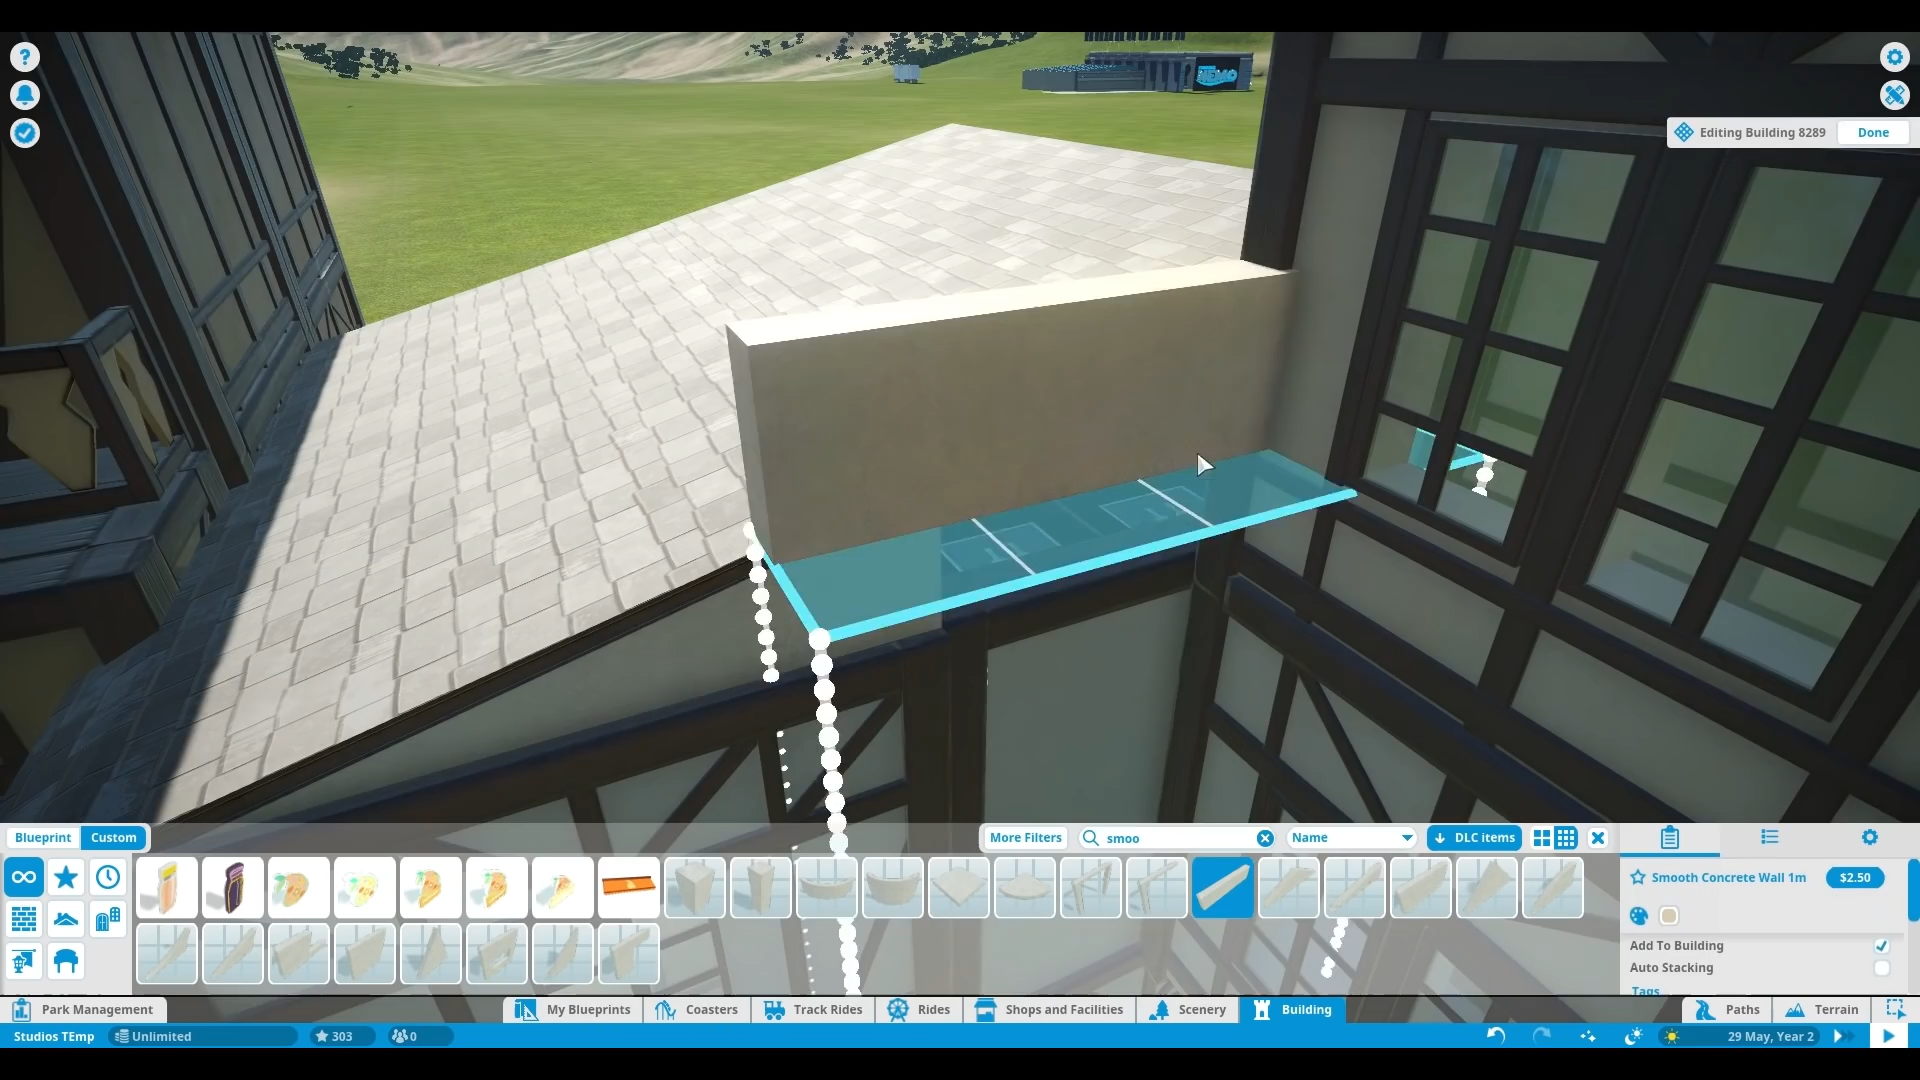 ?
NEMO
Editing Building 8289
Done
Blueprint
Custom
More Filters
smoo
Name
DLC items
Smooth Concrete Wall 1m
$2.50
Add To Building
Auto Stacking
Tags
Park Management
My Blueprints
Coasters
Track Rides
Rides
Shops and Facilities
Scenery
Building
Paths
Terrain
Studios TEmp
Unlimited
303
0
29 May, Year 2